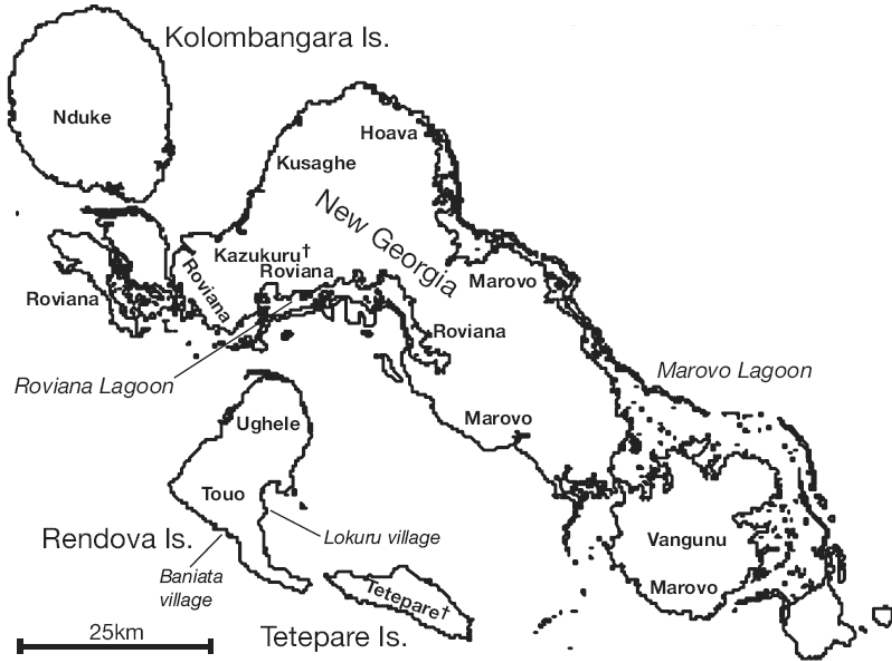 Kolombangara Is.
Nduke
Hoava
Kusaghe
New Georgia
Kazukuru†
Roviana
Roviana
Marovo
Roviana
Roviana
Marovo Lagoon
Roviana Lagoon
Ughele
Marovo
Touo
Rendova Is.
Lokuru village
Baniata
village
Vangunu
Marovo
Tetepare†
25km
Tetepare Is.